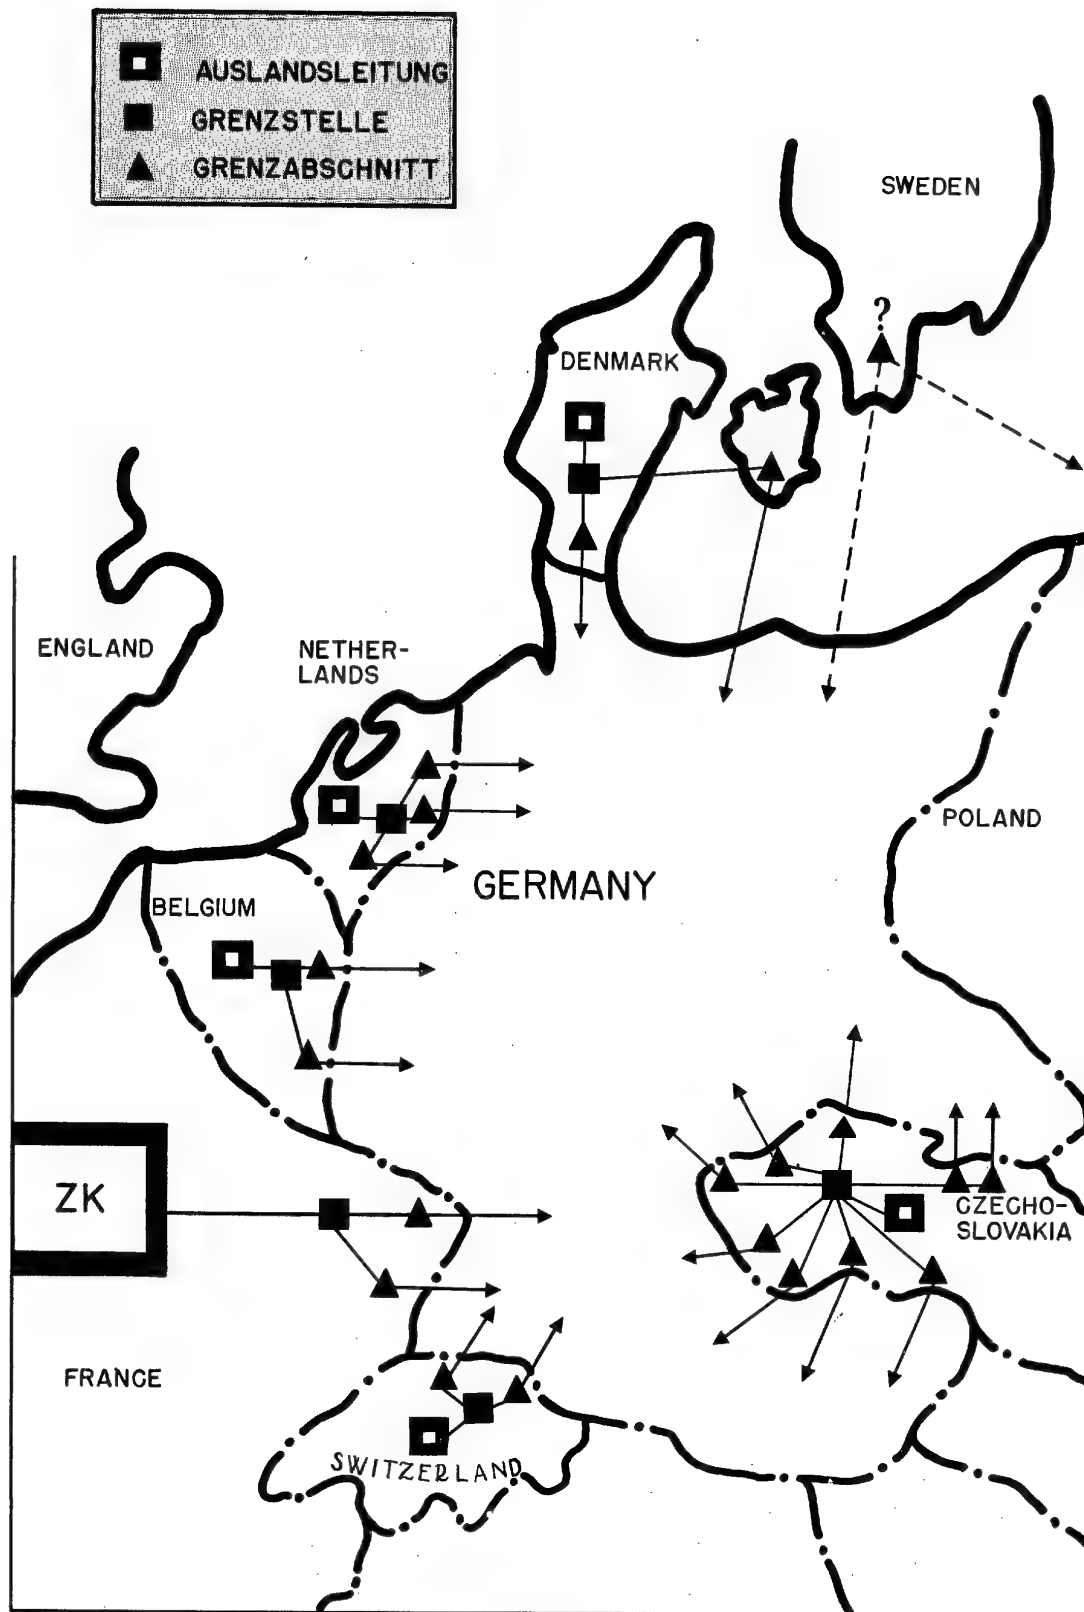 AUSLANDSLEITUNG
GRENZSTELLE
GRENZABSCHNITT
SWEDEN
?
DENMARK
ENGLAND
NETHER-
LANDS
POLAND
GERMANY
BELGIUM
ZK
CZECHO-
SLOVAKIA
FRANCE
SWITZERLAND